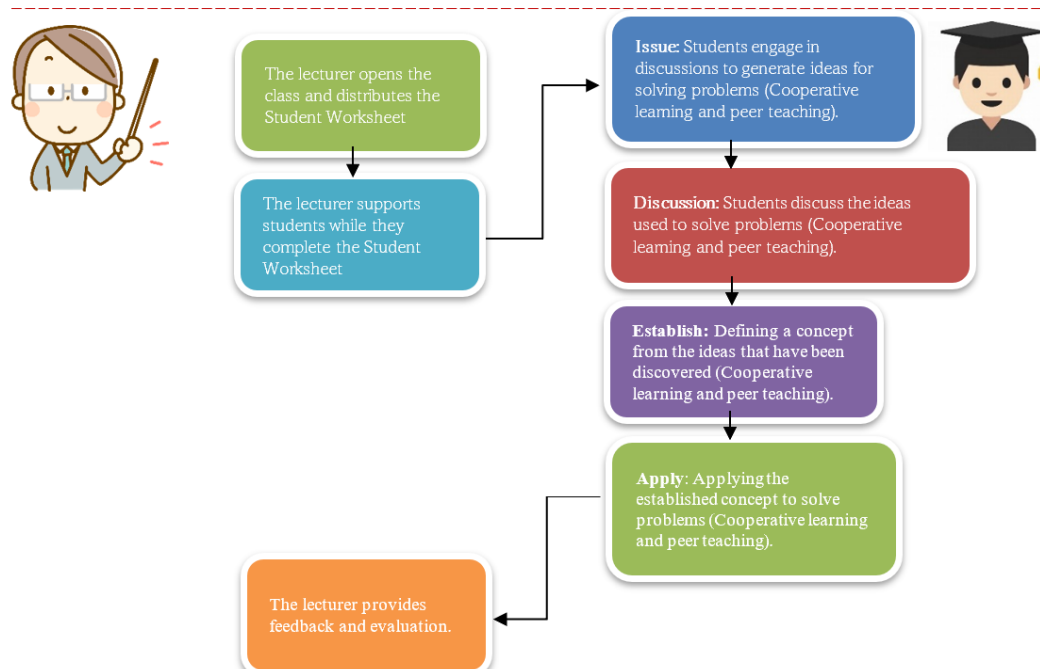 The lecturer opens the
class and distributes the
Student Worksheet
The lecturer supports
students while they
complete the Student
Worksheet
Issue: Students engage in
discussions to generate ideas for
solving problems (Cooperative
learning and peer teaching).
Discussion: Students discuss the ideas
used to solve problems (Cooperative
learning and peer teaching).
Establish: Defining a concept
from the ideas that have been
discovered (Cooperative
learning and peer teaching).
Apply: Applying the
established concept to solve
problems (Cooperative learning
and peer teaching).
The lecturer provides
feedback and evaluation.